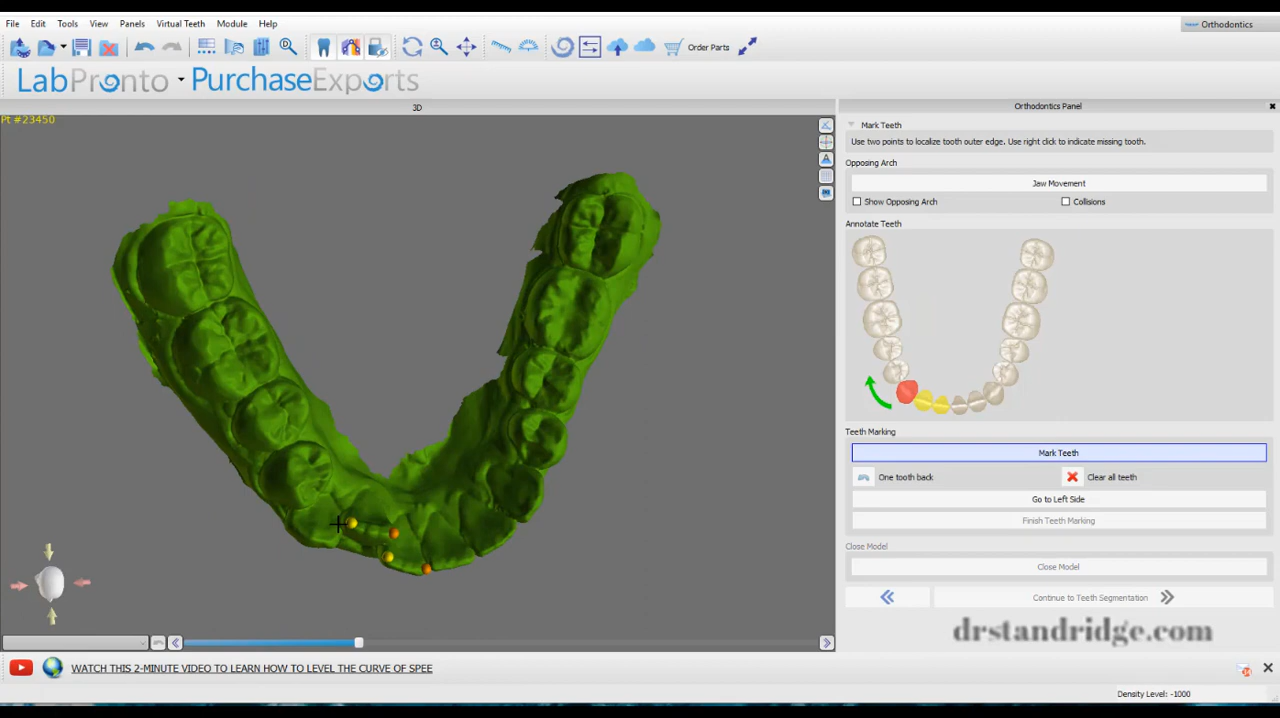 File Edit Tools View Panels Virtual Teeth Module Help
Orthodontics
Order Parts
LabPronto PurchaseExports
3D
Orthodontics Panel
Pt #23450
Mark Teeth
Use two points to localize tooth outer edge. Use right click to indicate missing tooth.
Opposing Arch
Jaw Movement
Show Opposing Arch Collisions
Annotate Teeth
Teeth Marking
Mark Teeth
One tooth back Clear all teeth
Go to Left Side
Finish Teeth Marking
Close Model
Close Model
Continue to Teeth Segmentation
drstandridge.com
WATCH THIS 2-MINUTE VIDEO TO LEARN HOW TO LEVEL THE CURVE OF SPEE
Density Level: -1000